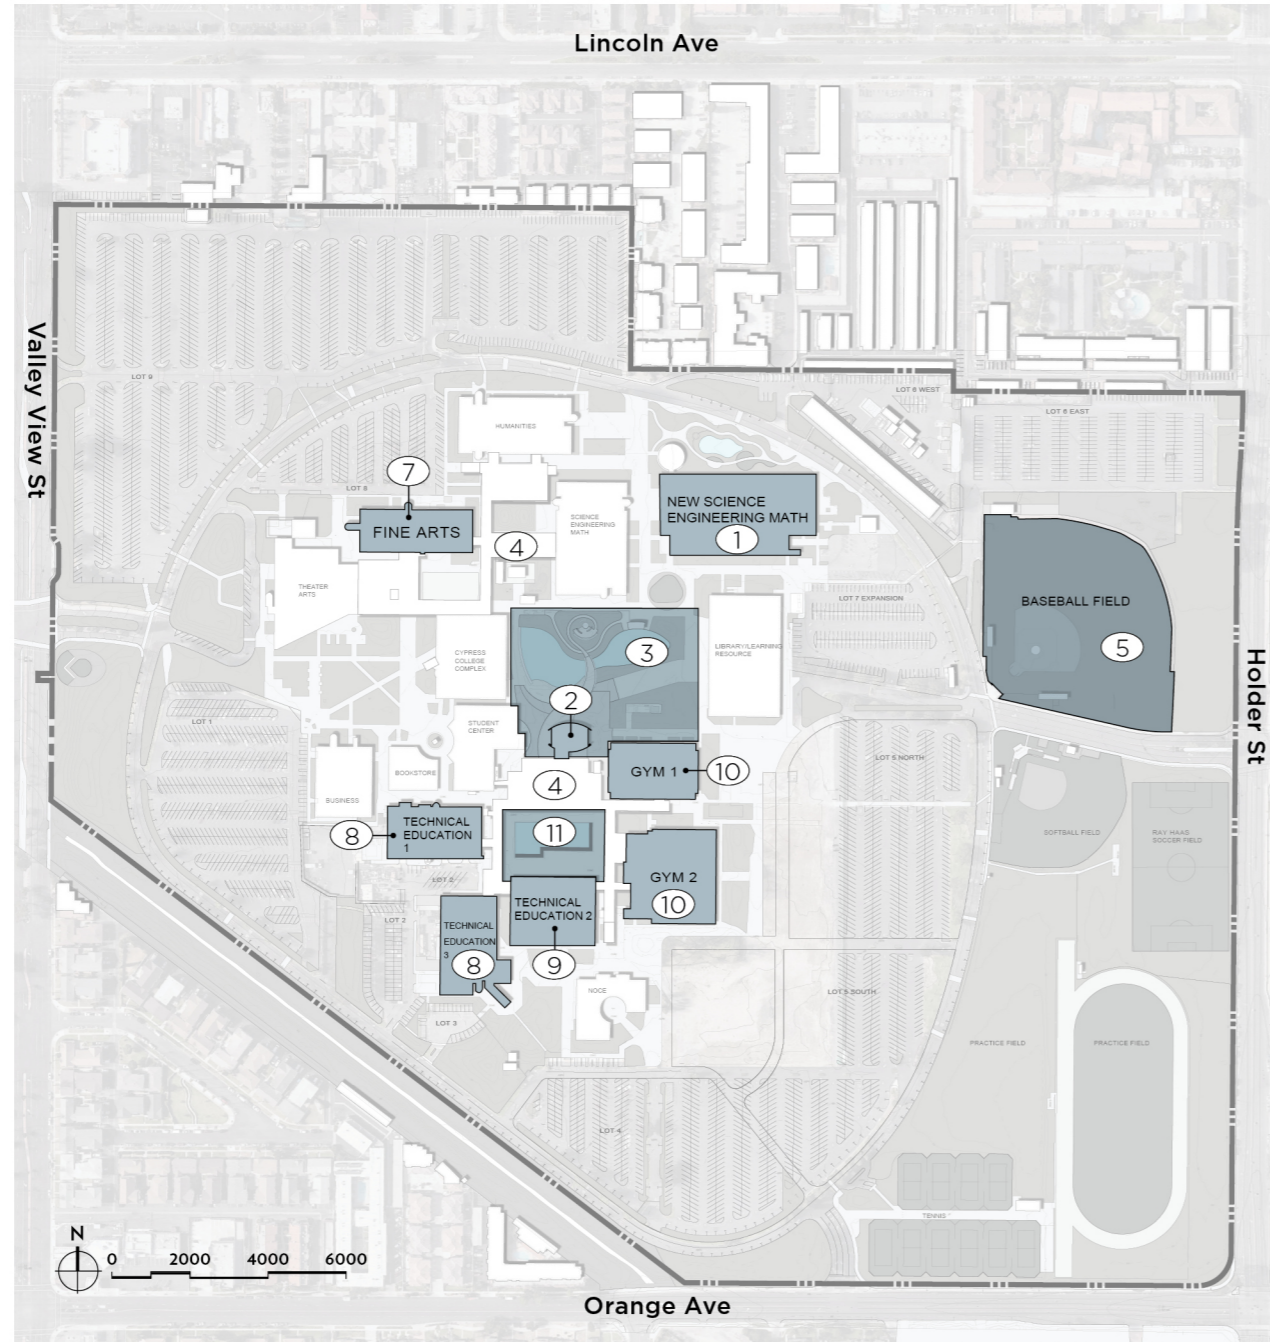 Lincoln Ave
Valley View St
Holder St
Orange Ave
LOT 9
LOT 8
LOT 6 WEST
LOT 6 EAST
HUMANITIES
7
FINE ARTS
4
SCIENCE
ENGINEERING
MATH
NEW SCIENCE
ENGINEERING MATH
1
THEATER
ARTS
LOT 7 EXPANSION
BASEBALL FIELD
5
CYPRESS
COLLEGE
COMPLEX
3
LIBRARY/LEARNING
RESOURCE
2
LOT 1
STUDENT
CENTER
LOT 5 NORTH
BOOKSTORE
BUSINESS
4
GYM 1
10
8
TECHNICAL
EDUCATION
1
11
SOFTBALL FIELD
RAY HAAS
SOCCER FIELD
LOT 2
GYM 2
10
LOT 2
TECHNICAL
EDUCATION
3
8
TECHNICAL
EDUCATION 2
9
NOCE
LOT 5 SOUTH
LOT 3
PRACTICE FIELD
PRACTICE FIELD
LOT 4
TENNIS
N
0 2000 4000 6000